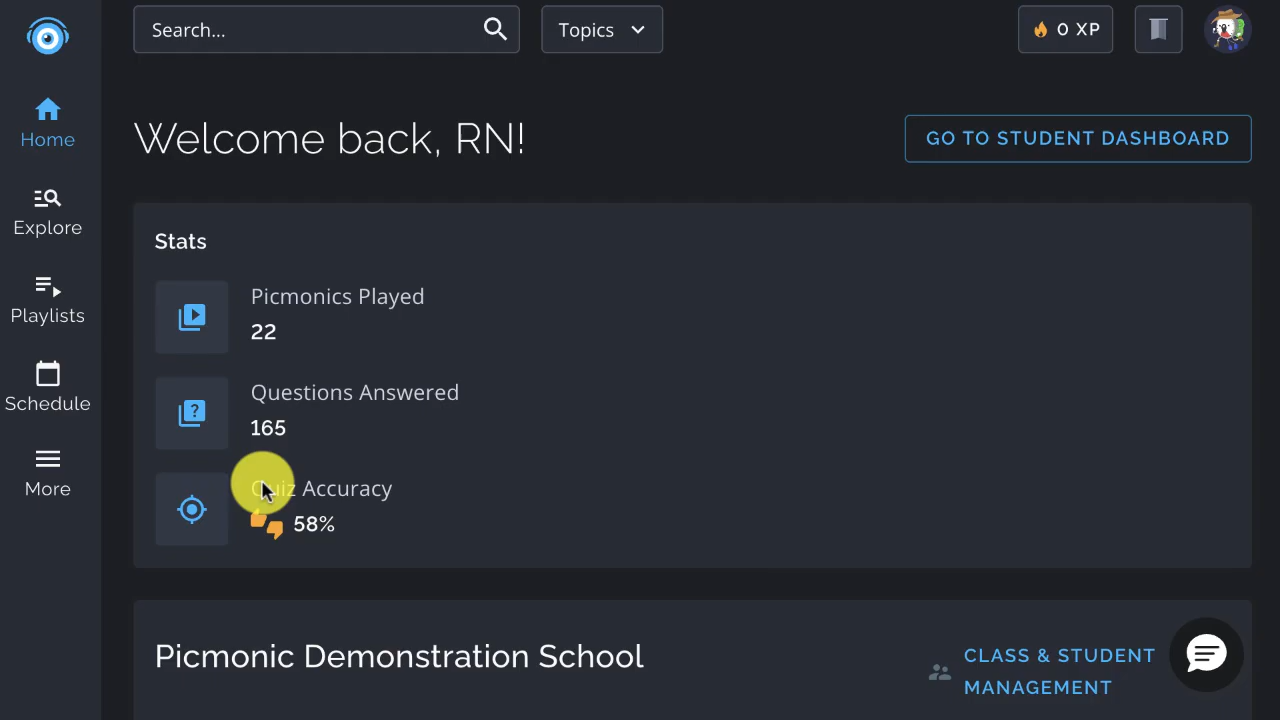 Search...
Topics
0 XP
Home
Explore
Playlists
Schedule
More
Welcome back, RN!
GO TO STUDENT DASHBOARD
Stats
Picmonics Played
22
Questions Answered
165
Quiz Accuracy
58%
Picmonic Demonstration School
CLASS & STUDENT
MANAGEMENT